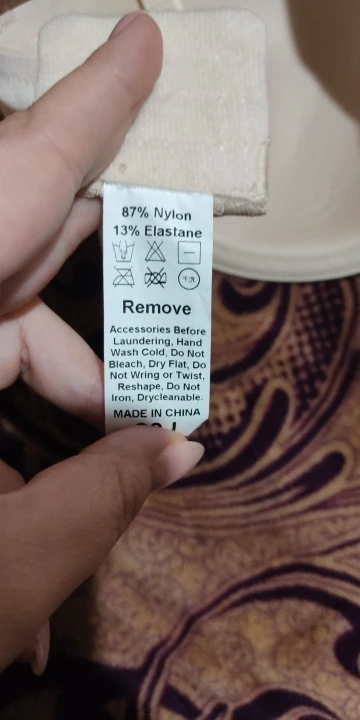 87% Nylon
13% Elastane
Remove
Accessories Before
Laundering, Hand
Wash Cold, Do Not
Bleach, Dry Flat, Do
Not Wring or Twist,
Reshape, Do Not
Iron, Drycleanable.
MADE IN CHINA